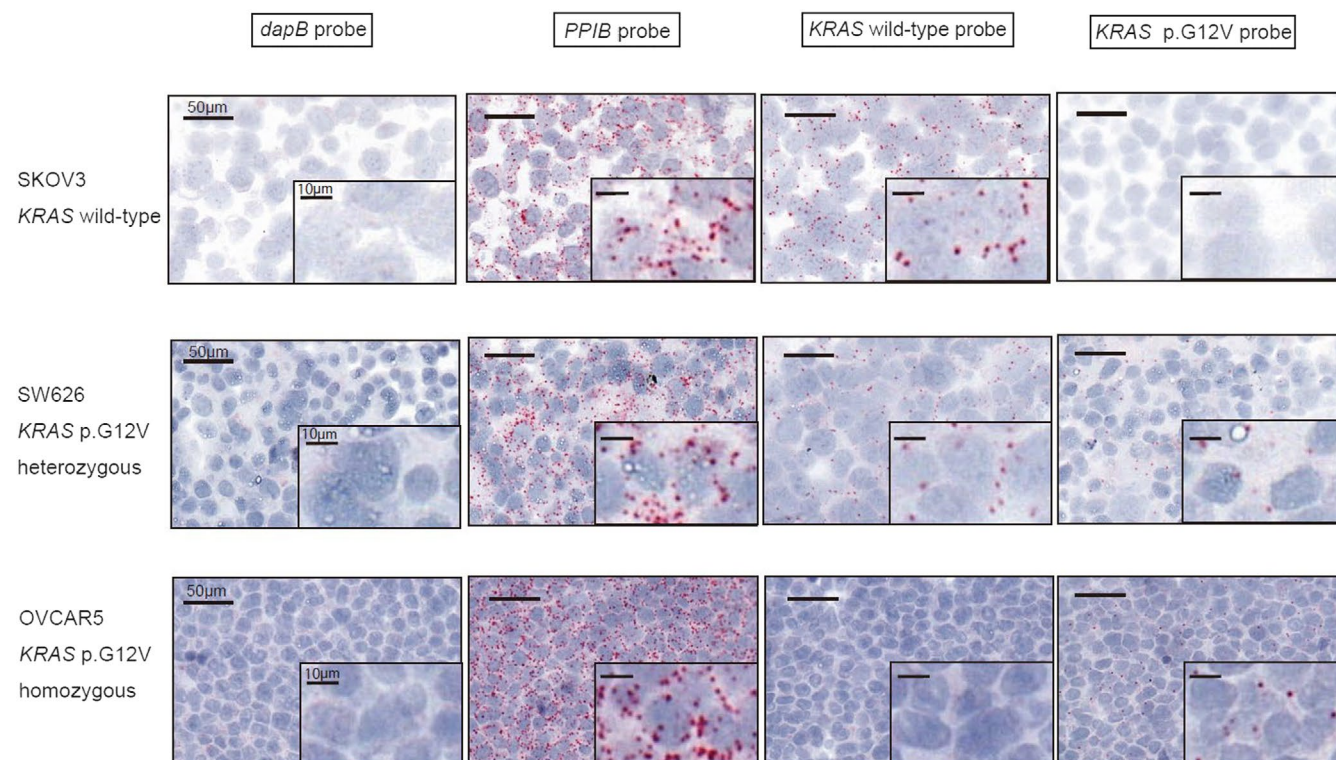 dapB probe
PPIB probe
KRAS wild-type probe
KRAS p.G12V probe
SKOV3
KRAS wild-type
50µm
10µm
SW626
KRAS p.G12V
heterozygous
50µm
10µm
OVCAR5
KRAS p.G12V
homozygous
50µm
10µm